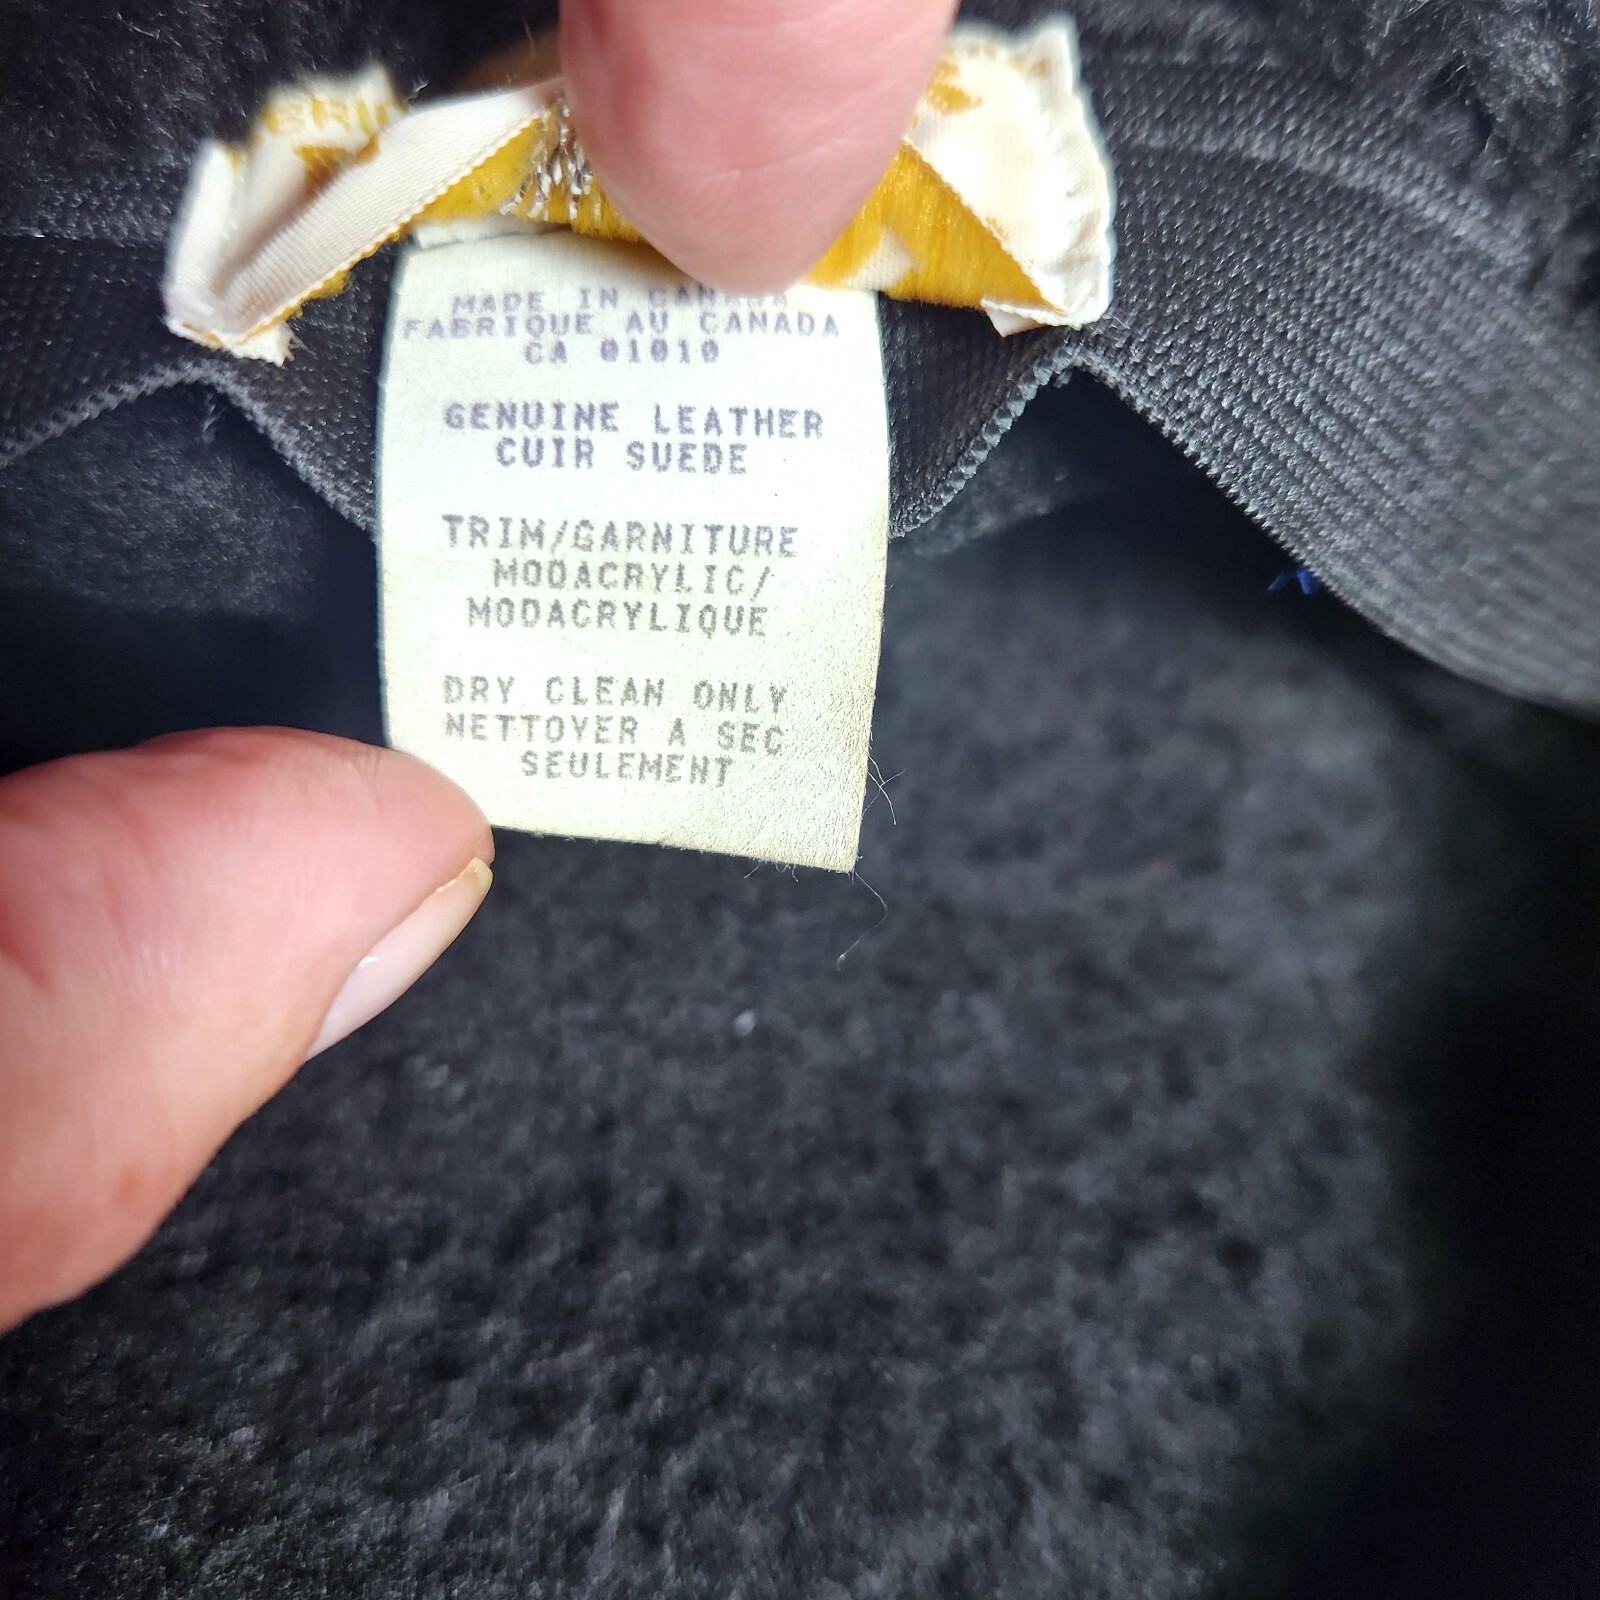 MADE IN CANADA
FABRIQUE AU CANADA
CA 01010
GENUINE LEATHER
CUIR SUEDE
TRIM/GARNITURE
MODACRYLIC/
MODACRYLIQUE
DRY CLEAN ONLY
NETTOYER A SEC
SEULEMENT